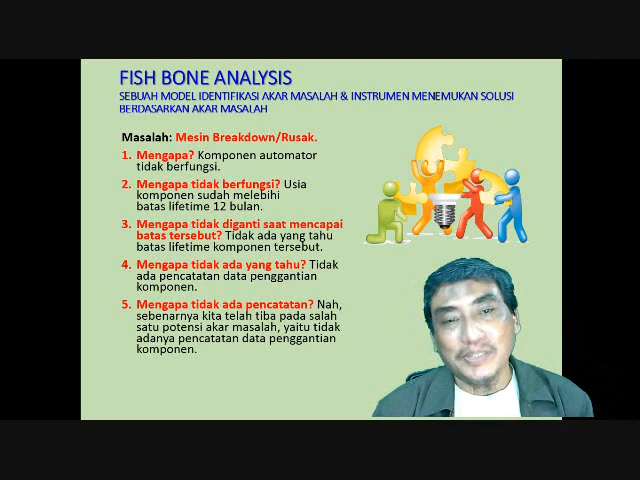 FISH BONE ANALYSIS
SEBUAH MODEL IDENTIFIKASI AKAR MASALAH & INSTRUMEN MENEMUKAN SOLUSI
BERDASARKAN AKAR MASALAH
Masalah: Mesin Breakdown/Rusak.
1. Mengapa? Komponen automator
tidak berfungsi.
2. Mengapa tidak berfungsi? Usia
komponen sudah melebihi
batas lifetime 12 bulan.
3. Mengapa tidak diganti saat mencapai
batas tersebut? Tidak ada yang tahu
batas lifetime komponen tersebut.
4. Mengapa tidak ada yang tahu? Tidak
ada pencatatan data penggantian
komponen.
5. Mengapa tidak ada pencatatan? Nah,
sebenarnya kita telah tiba pada salah
satu potensi akar masalah, yaitu tidak
adanya pencatatan data penggantian
komponen.